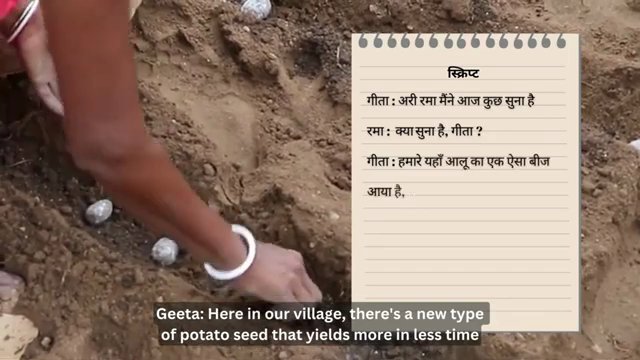 स्क्रिप्ट
गीता : अरी रमा मैंने आज कुछ सुना है
रमा : क्या सुना है, गीता ?
गीता : हमारे यहाँ आलू का एक ऐसा बीज
आया है,
Geeta: Here in our village, there's a new type
of potato seed that yields more in less time